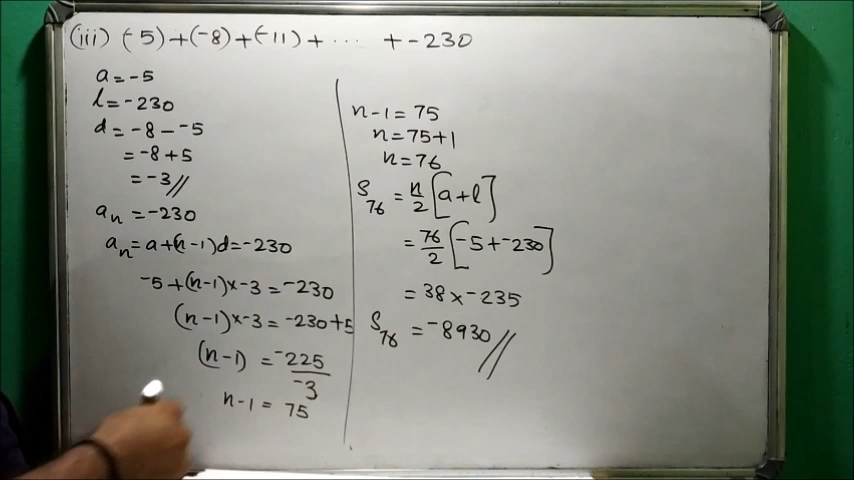 (iii) (-5)+(-8)+(-11)+ ... +-230
a=-5
l=-230
d=-8--5
=-8+5
=-3//
an=-230
an=a+(n-1)d=-230
-5+(n-1)x-3=-230
(n-1)x-3=-230+5
(n-1) =-225/-3
n-1= 75
n-1=75
n=75+1
n=76
S76 =n/2[a+l]
=76/2[-5+-230]
=38x-235
S76 =-8930//